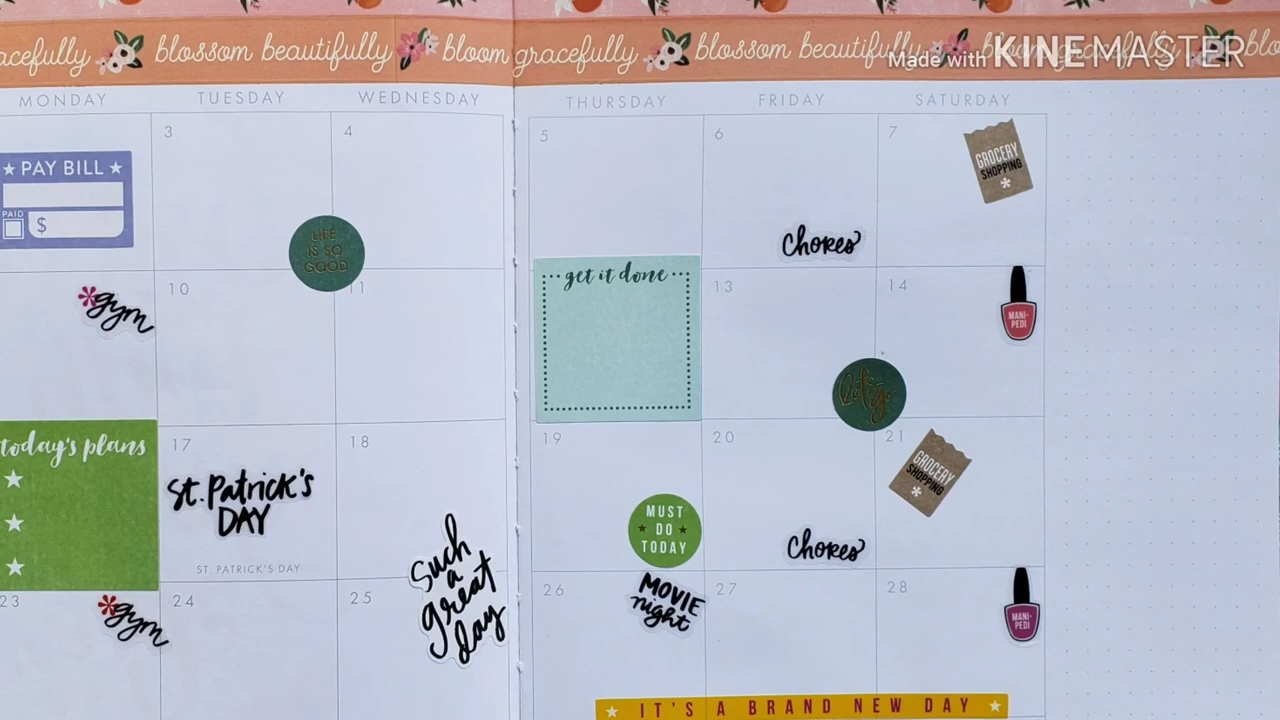 acefully blossom beautifully bloom gracefully blossom beautifully bloom gracefully blo
Made with KINEMASTER
MONDAY TUESDAY WEDNESDAY THURSDAY FRIDAY SATURDAY
3 4 5 6 7
PAY BILL
PAID
$
LIFE
IS SO
GOOD
Chores
GROCERY
SHOPPING
10 11 13 14
gym
get it done
MANI-
PEDI
Let's go
17 18 19 20 21
today's plans
St. Patrick's
DAY
ST. PATRICK'S DAY
MUST
DO
TODAY
Chores
GROCERY
SHOPPING
23 24 25 26 27 28
gym
such
a
great
day
MOVIE
night
MANI-
PEDI
IT'S A BRAND NEW DAY